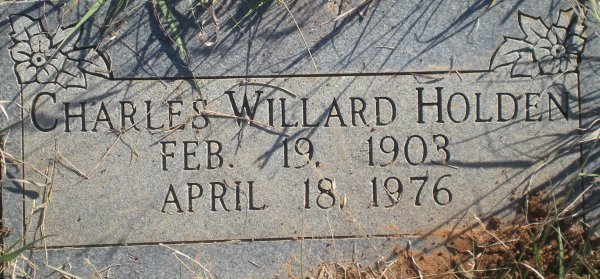 CHARLES WILLARD HOLDEN
FEB. 19, 1903
APRIL 18, 1976